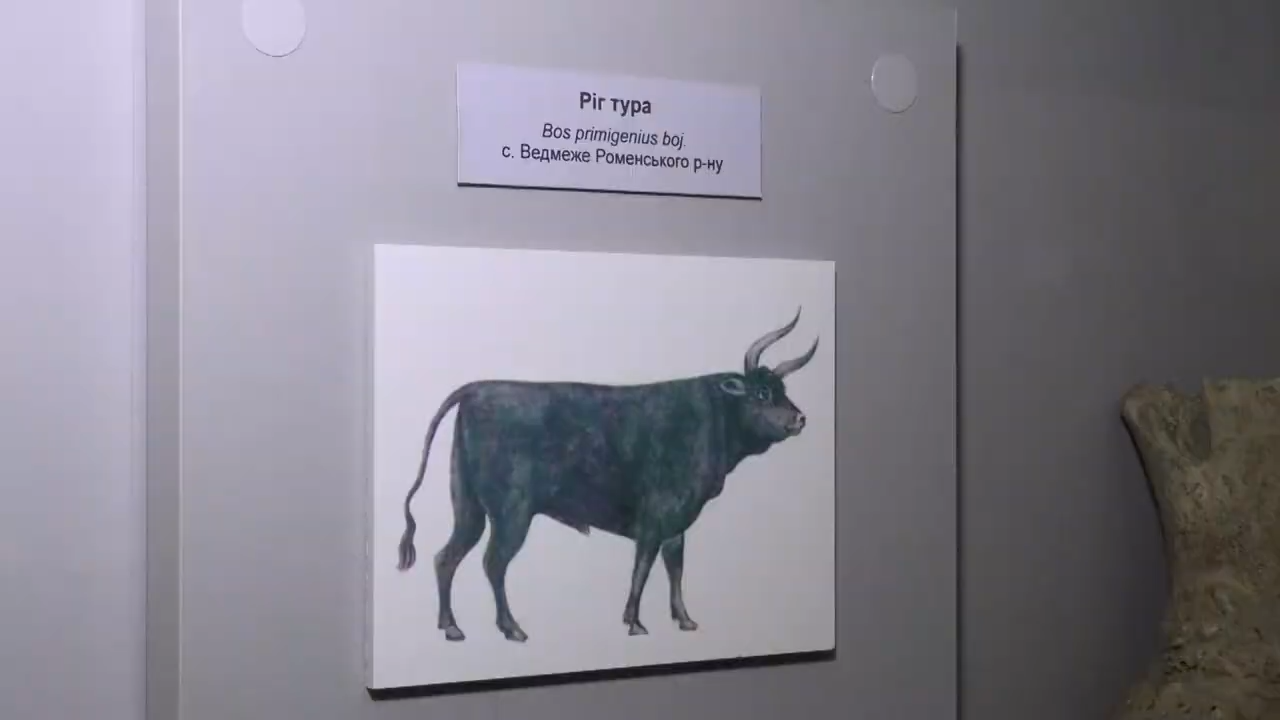 Ріг тура
Bos primigenius boj.
с. Ведмеже Роменського р-ну